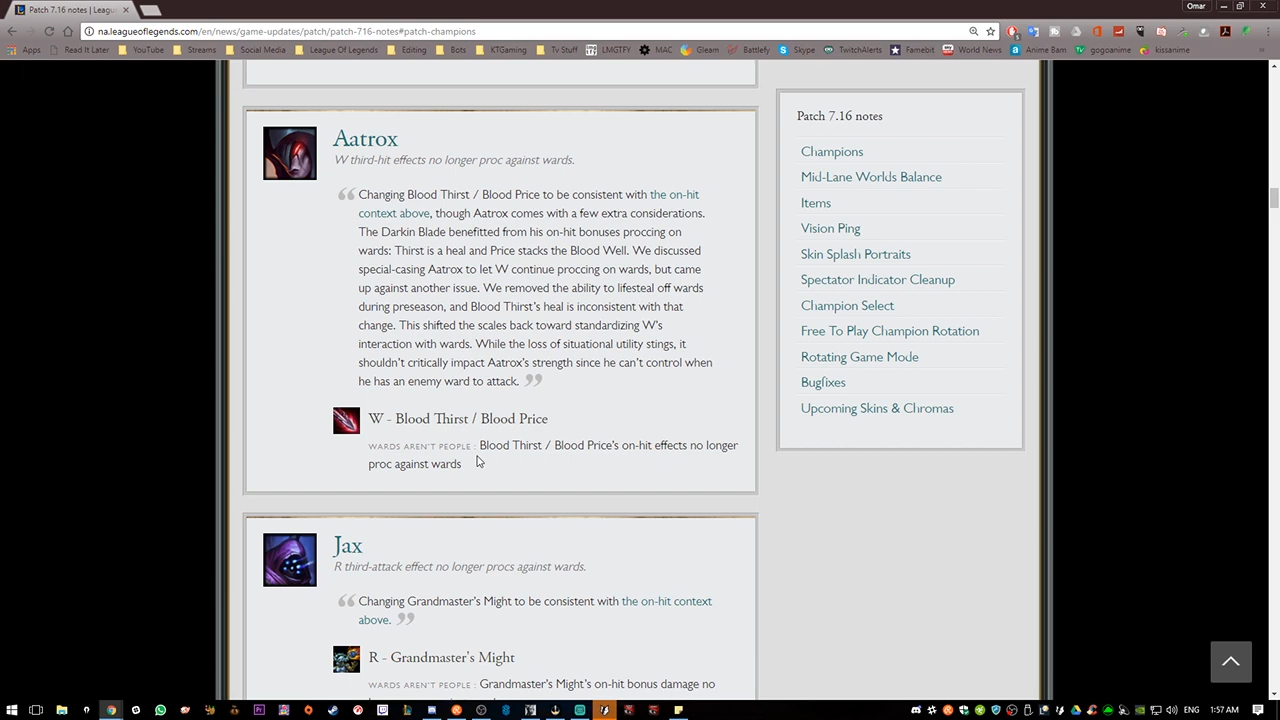 Patch 7.16 notes | Leagu
Omar
na.leagueoflegends.com/en/news/game-updates/patch/patch-716-notes#patch-champions
Apps
Read It Later
YouTube
Streams
Social Media
League Of Legends
Editing
Bots
KTGaming
Tv Stuff
LMGTFY
MAC
Gleam
Battlefy
Skype
TwitchAlerts
Famebit
World News
Anime Bam
gogoanime
kissanime
Aatrox
W third-hit effects no longer proc against wards.
Changing Blood Thirst / Blood Price to be consistent with the on-hit
context above, though Aatrox comes with a few extra considerations.
The Darkin Blade benefitted from his on-hit bonuses proccing on
wards: Thirst is a heal and Price stacks the Blood Well. We discussed
special-casing Aatrox to let W continue proccing on wards, but came
up against another issue. We removed the ability to lifesteal off wards
during preseason, and Blood Thirst's heal is inconsistent with that
change. This shifted the scales back toward standardizing W's
interaction with wards. While the loss of situational utility stings, it
shouldn't critically impact Aatrox's strength since he can't control when
he has an enemy ward to attack.
W - Blood Thirst / Blood Price
WARDS AREN'T PEOPLE : Blood Thirst / Blood Price's on-hit effects no longer
proc against wards
Jax
R third-attack effect no longer procs against wards.
Changing Grandmaster's Might to be consistent with the on-hit context
above.
R - Grandmaster's Might
WARDS AREN'T PEOPLE : Grandmaster's Might's on-hit bonus damage no
Patch 7.16 notes
Champions
Mid-Lane Worlds Balance
Items
Vision Ping
Skin Splash Portraits
Spectator Indicator Cleanup
Champion Select
Free To Play Champion Rotation
Rotating Game Mode
Bugfixes
Upcoming Skins & Chromas
ENG
1:57 AM